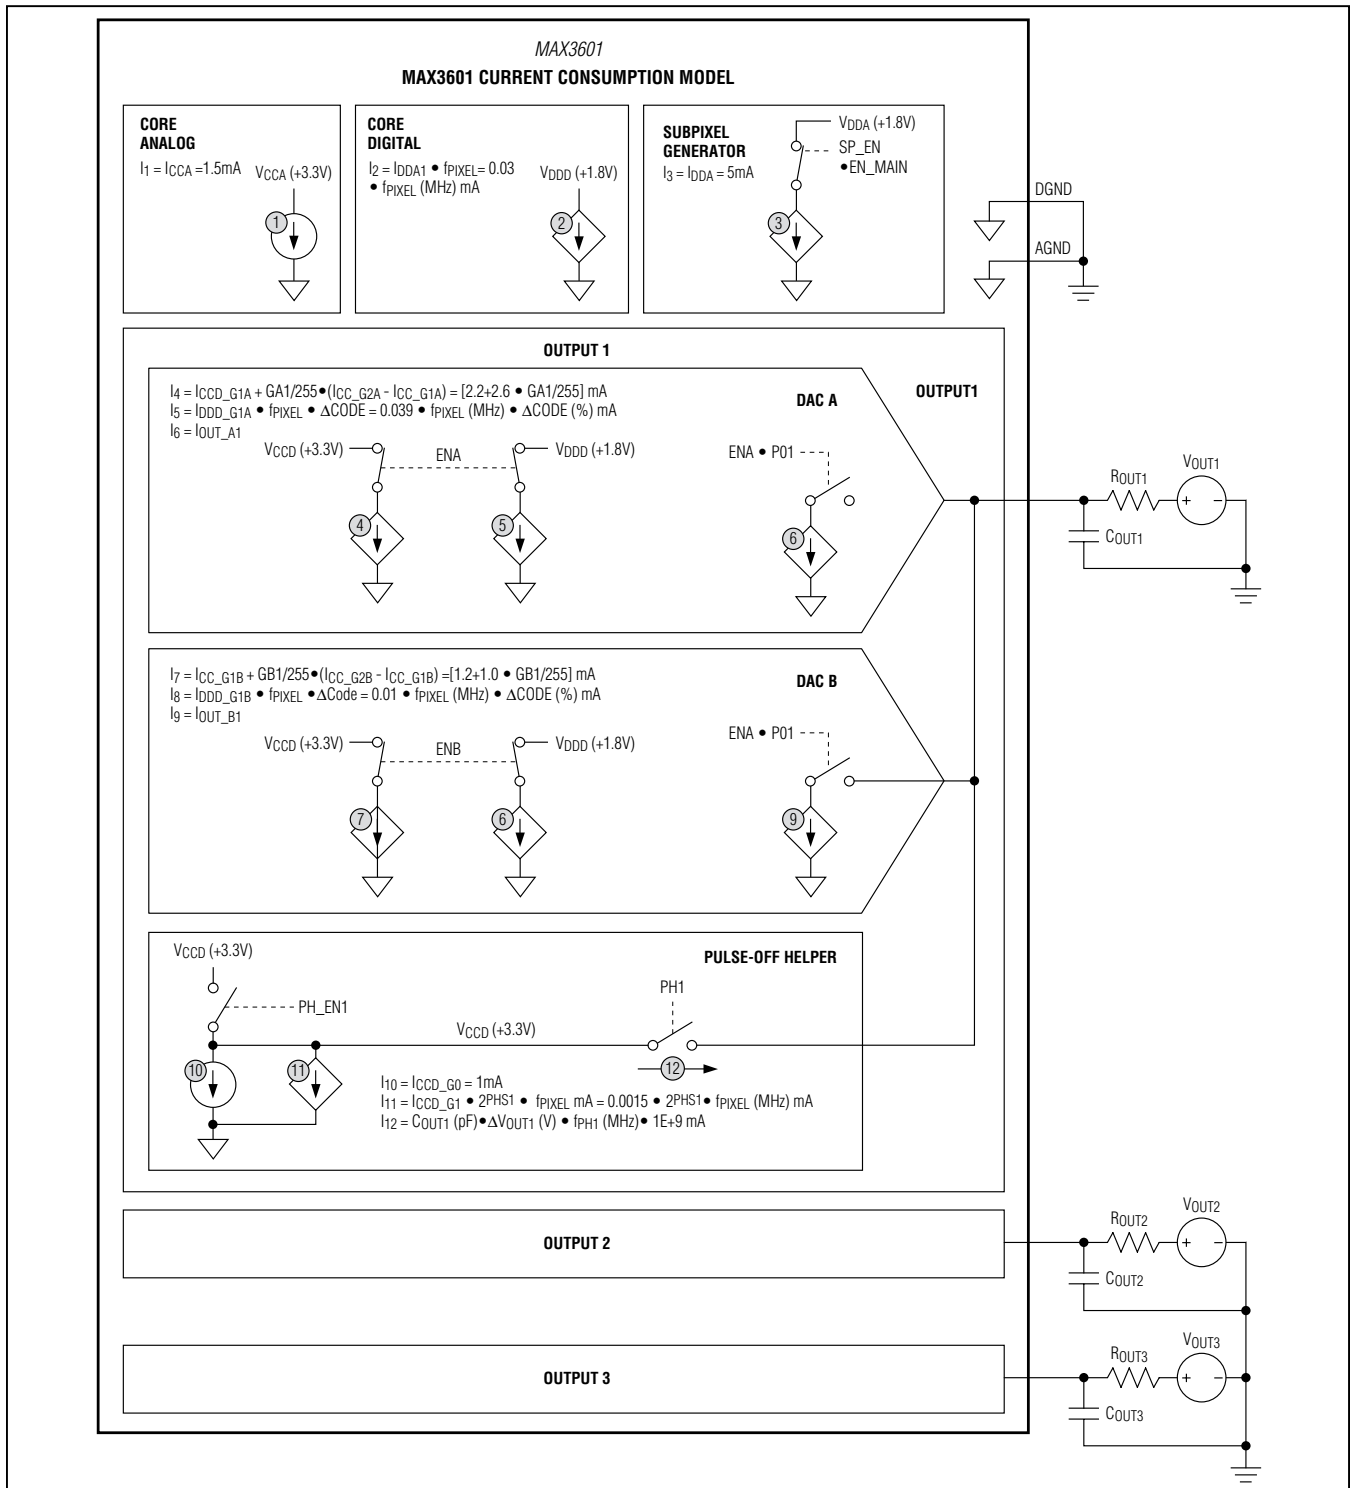 MAX3601
MAX3601 CURRENT CONSUMPTION MODEL
CORE
ANALOG
I1 = ICCA =1.5mA
VCCA (+3.3V)
1
CORE
DIGITAL
I2 = IDDA1 • fPIXEL= 0.03
• fPIXEL (MHz) mA
VDDD (+1.8V)
2
SUBPIXEL
GENERATOR
I3 = IDDA = 5mA
VDDA (+1.8V)
SP_EN
•EN_MAIN
3
DGND
AGND
OUTPUT 1
I4 = ICCD_G1A + GA1/255•(ICC_G2A - ICC_G1A) = [2.2+2.6 • GA1/255] mA
I5 = IDDD_G1A • fPIXEL • ΔCODE = 0.039 • fPIXEL (MHz) • ΔCODE (%) mA
I6 = IOUT_A1
DAC A
OUTPUT1
VCCD (+3.3V)
ENA
VDDD (+1.8V)
ENA • P01
4
5
6
ROUT1
VOUT1
+ -
COUT1
I7 = ICC_G1B + GB1/255•(ICC_G2B - ICC_G1B) =[1.2+1.0 • GB1/255] mA
I8 = IDDD_G1B • fPIXEL •ΔCode = 0.01 • fPIXEL (MHz) • ΔCODE (%) mA
I9 = IOUT_B1
DAC B
VCCD (+3.3V)
ENB
VDDD (+1.8V)
ENA • P01
7
6
9
VCCD (+3.3V)
PULSE-OFF HELPER
PH_EN1
PH1
VCCD (+3.3V)
10
11
12
I10 = ICCD_G0 = 1mA
I11 = ICCD_G1 • 2PHS1 • fPIXEL mA = 0.0015 • 2PHS1• fPIXEL (MHz) mA
I12 = COUT1 (pF)•ΔVOUT1 (V) • fPH1 (MHz)• 1E+9 mA
OUTPUT 2
ROUT2
VOUT2
+ -
COUT2
OUTPUT 3
ROUT3
VOUT3
+ -
COUT3